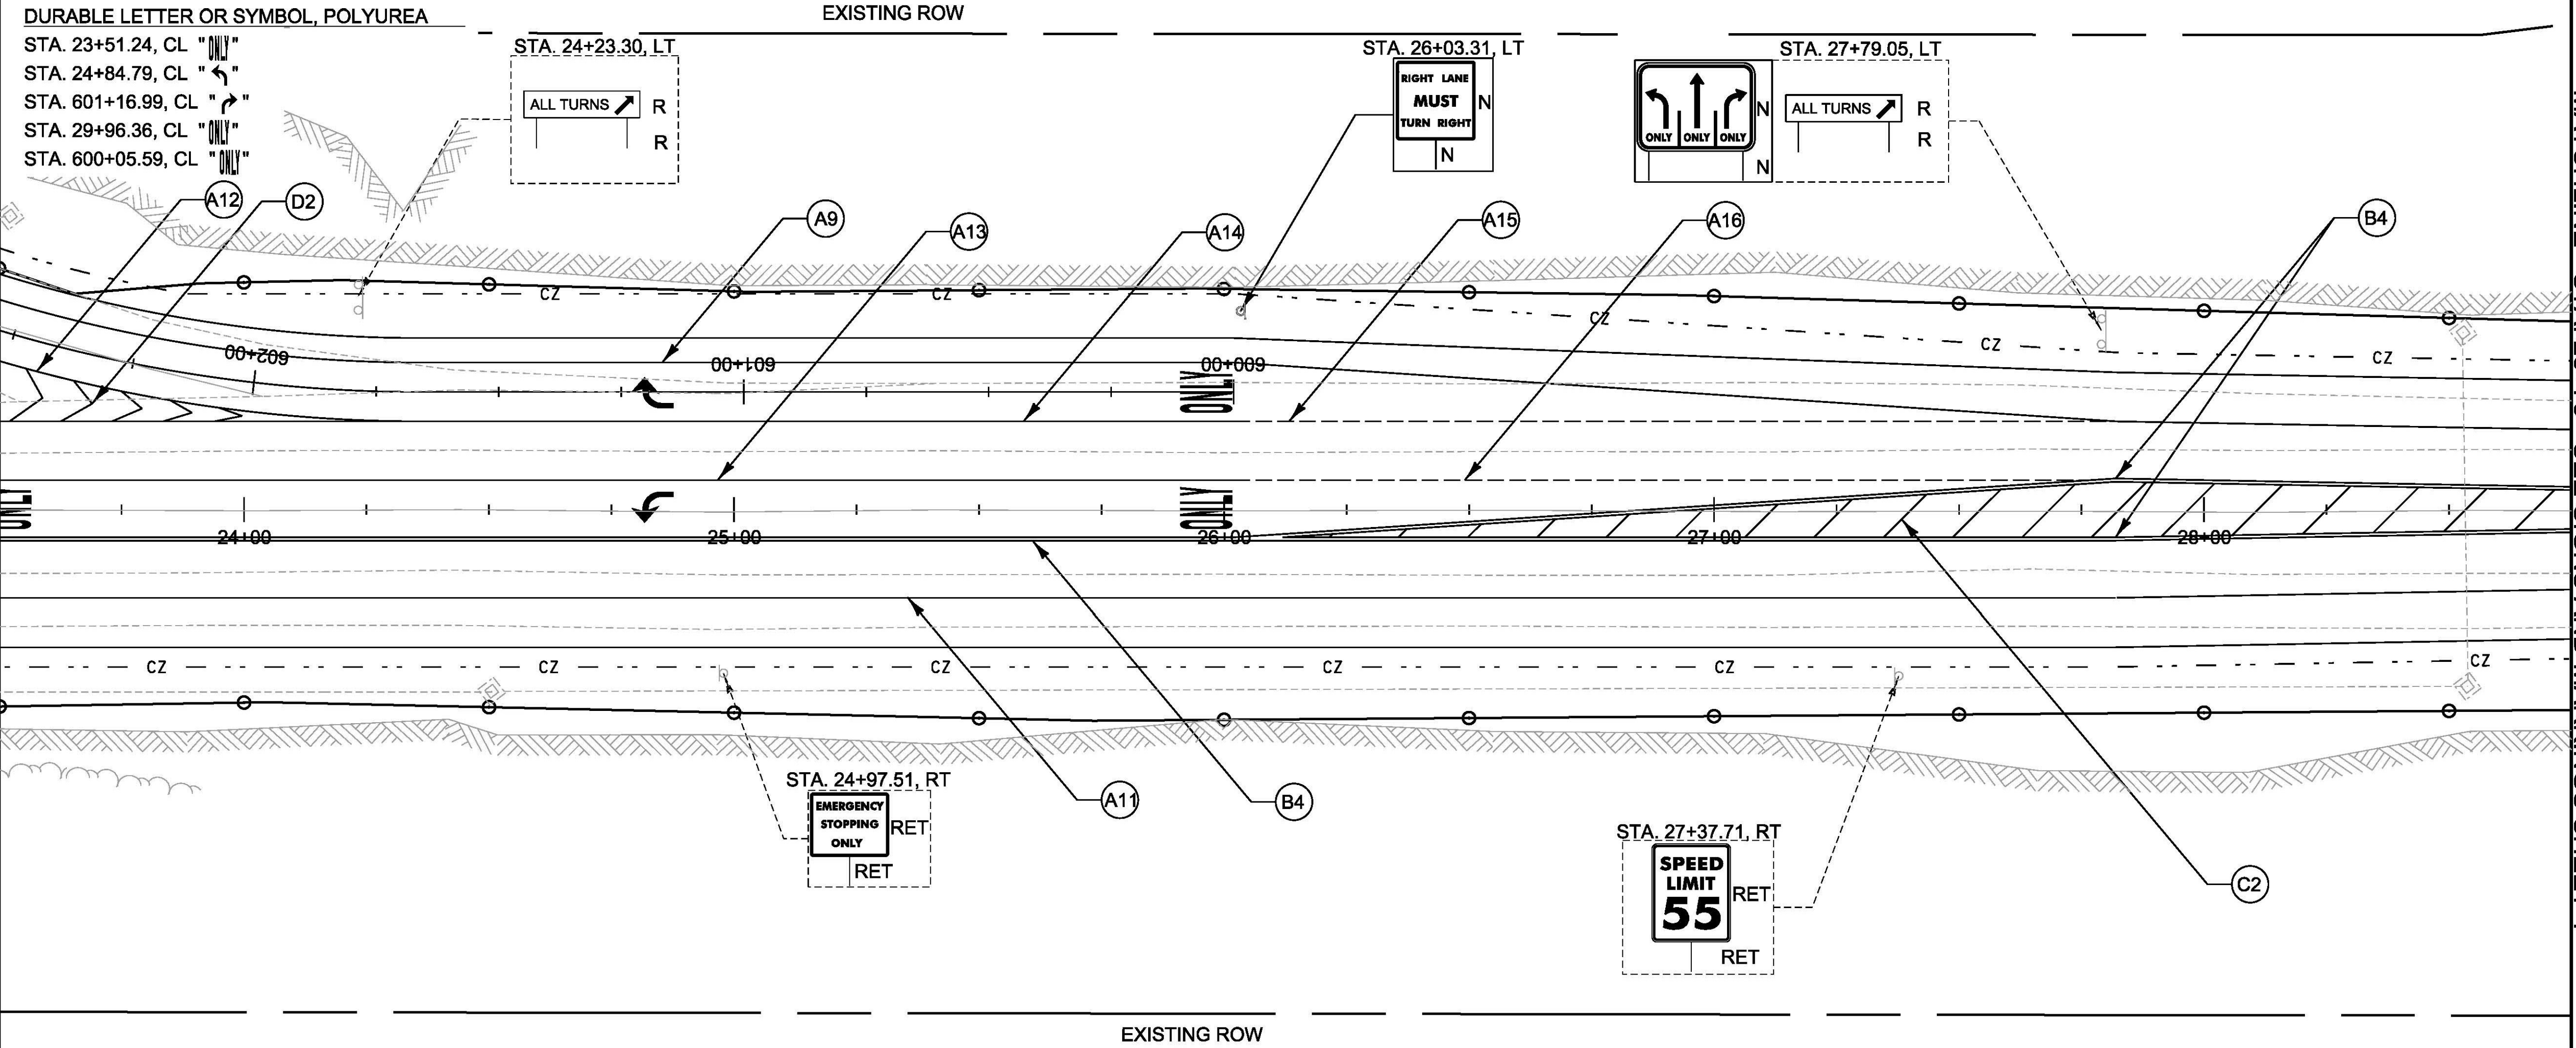 DURABLE LETTER OR SYMBOL, POLYUREA
STA. 23+51.24, CL "ONLY"
STA. 24+84.79, CL " "
STA. 601+16.99, CL " "
STA. 29+96.36, CL "ONLY"
STA. 600+05.59, CL "ONLY"
EXISTING ROW
STA. 24+23.30, LT
ALL TURNS R
R
STA. 26+03.31, LT
RIGHT LANE
MUST N
TURN RIGHT
N
STA. 27+79.05, LT
N
ONLY ONLY ONLY
N
ALL TURNS R
R
A12
D2
A9
A13
A14
A15
A16
B4
CZ
CZ
CZ
CZ
CZ
602+00
601+00
600+00
ONLY
ONLY
ONLY
24+00
25+00
26+00
27+00
28+00
CZ
CZ
CZ
CZ
CZ
CZ
STA. 24+97.51, RT
EMERGENCY
STOPPING RET
ONLY
RET
A11
B4
STA. 27+37.71, RT
SPEED
LIMIT RET
55
RET
C2
EXISTING ROW